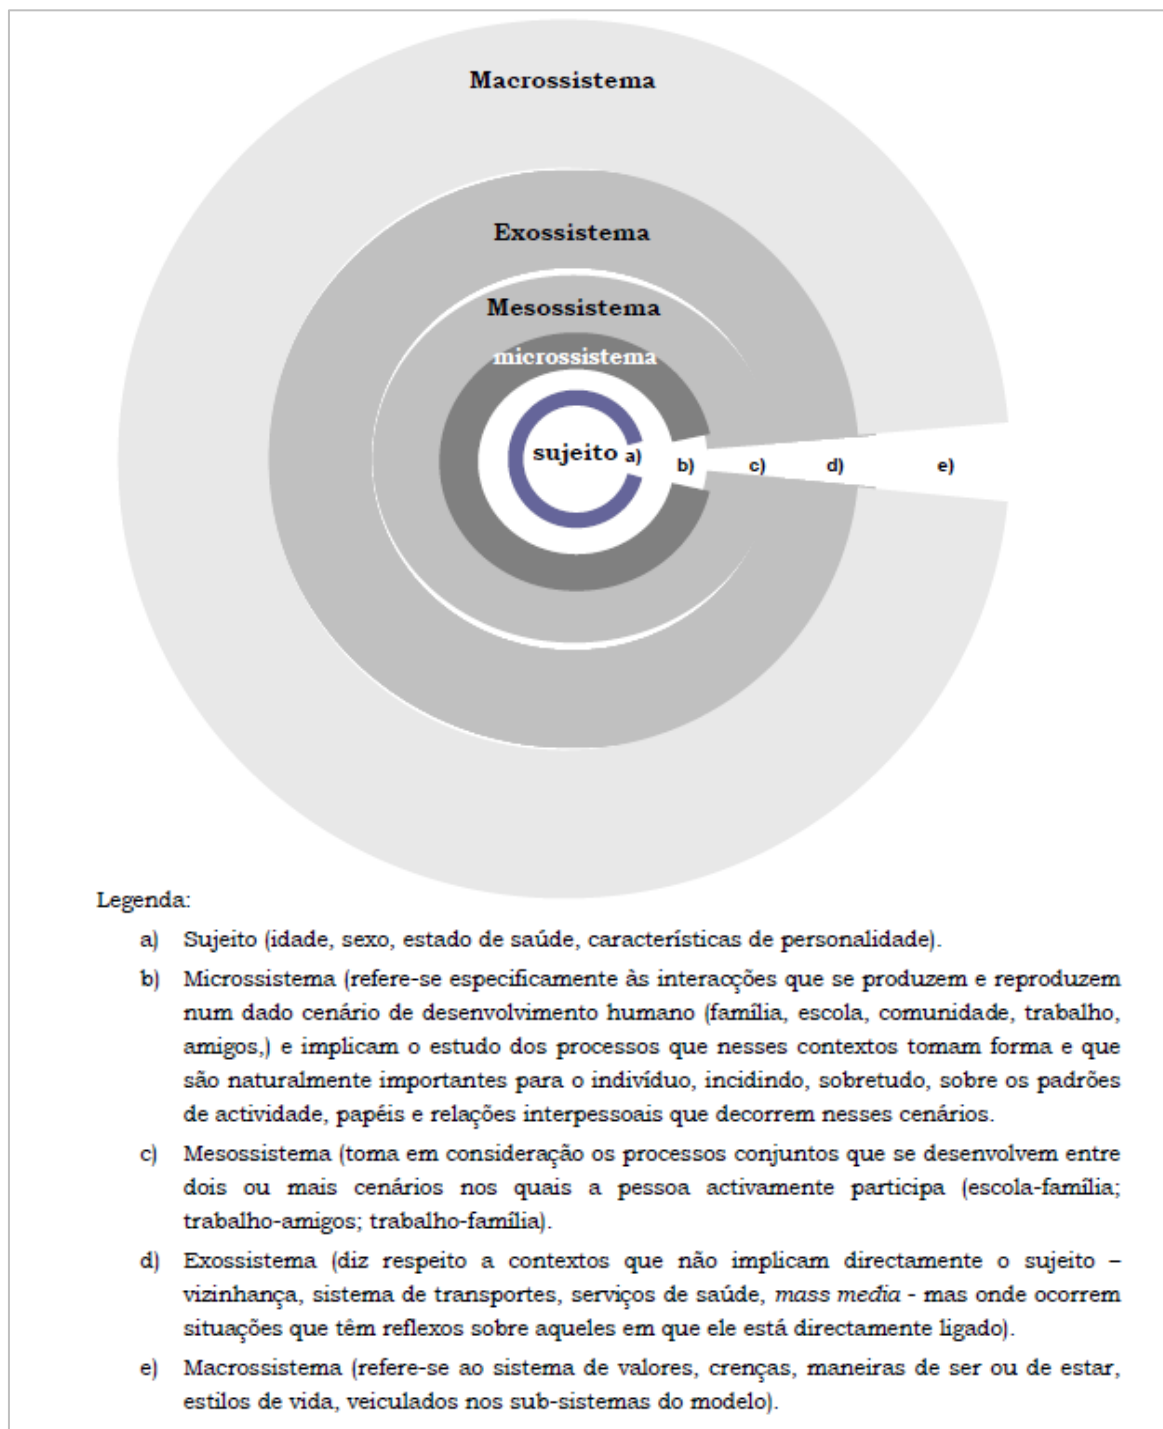 Macrossistema
Exossistema
Mesossistema
microssistema
sujeito a) b) c) d) e)
Legenda:
a) Sujeito (idade, sexo, estado de saúde, características de personalidade).
b) Microssistema (refere-se especificamente às interacções que se produzem e reproduzem
num dado cenário de desenvolvimento humano (família, escola, comunidade, trabalho,
amigos,) e implicam o estudo dos processos que nesses contextos tomam forma e que
são naturalmente importantes para o indivíduo, incidindo, sobretudo, sobre os padrões
de actividade, papéis e relações interpessoais que decorrem nesses cenários.
c) Mesossistema (toma em consideração os processos conjuntos que se desenvolvem entre
dois ou mais cenários nos quais a pessoa activamente participa (escola-família;
trabalho-amigos; trabalho-família).
d) Exossistema (diz respeito a contextos que não implicam directamente o sujeito –
vizinhança, sistema de transportes, serviços de saúde, mass media - mas onde ocorrem
situações que têm reflexos sobre aqueles em que ele está directamente ligado).
e) Macrossistema (refere-se ao sistema de valores, crenças, maneiras de ser ou de estar,
estilos de vida, veiculados nos sub-sistemas do modelo).